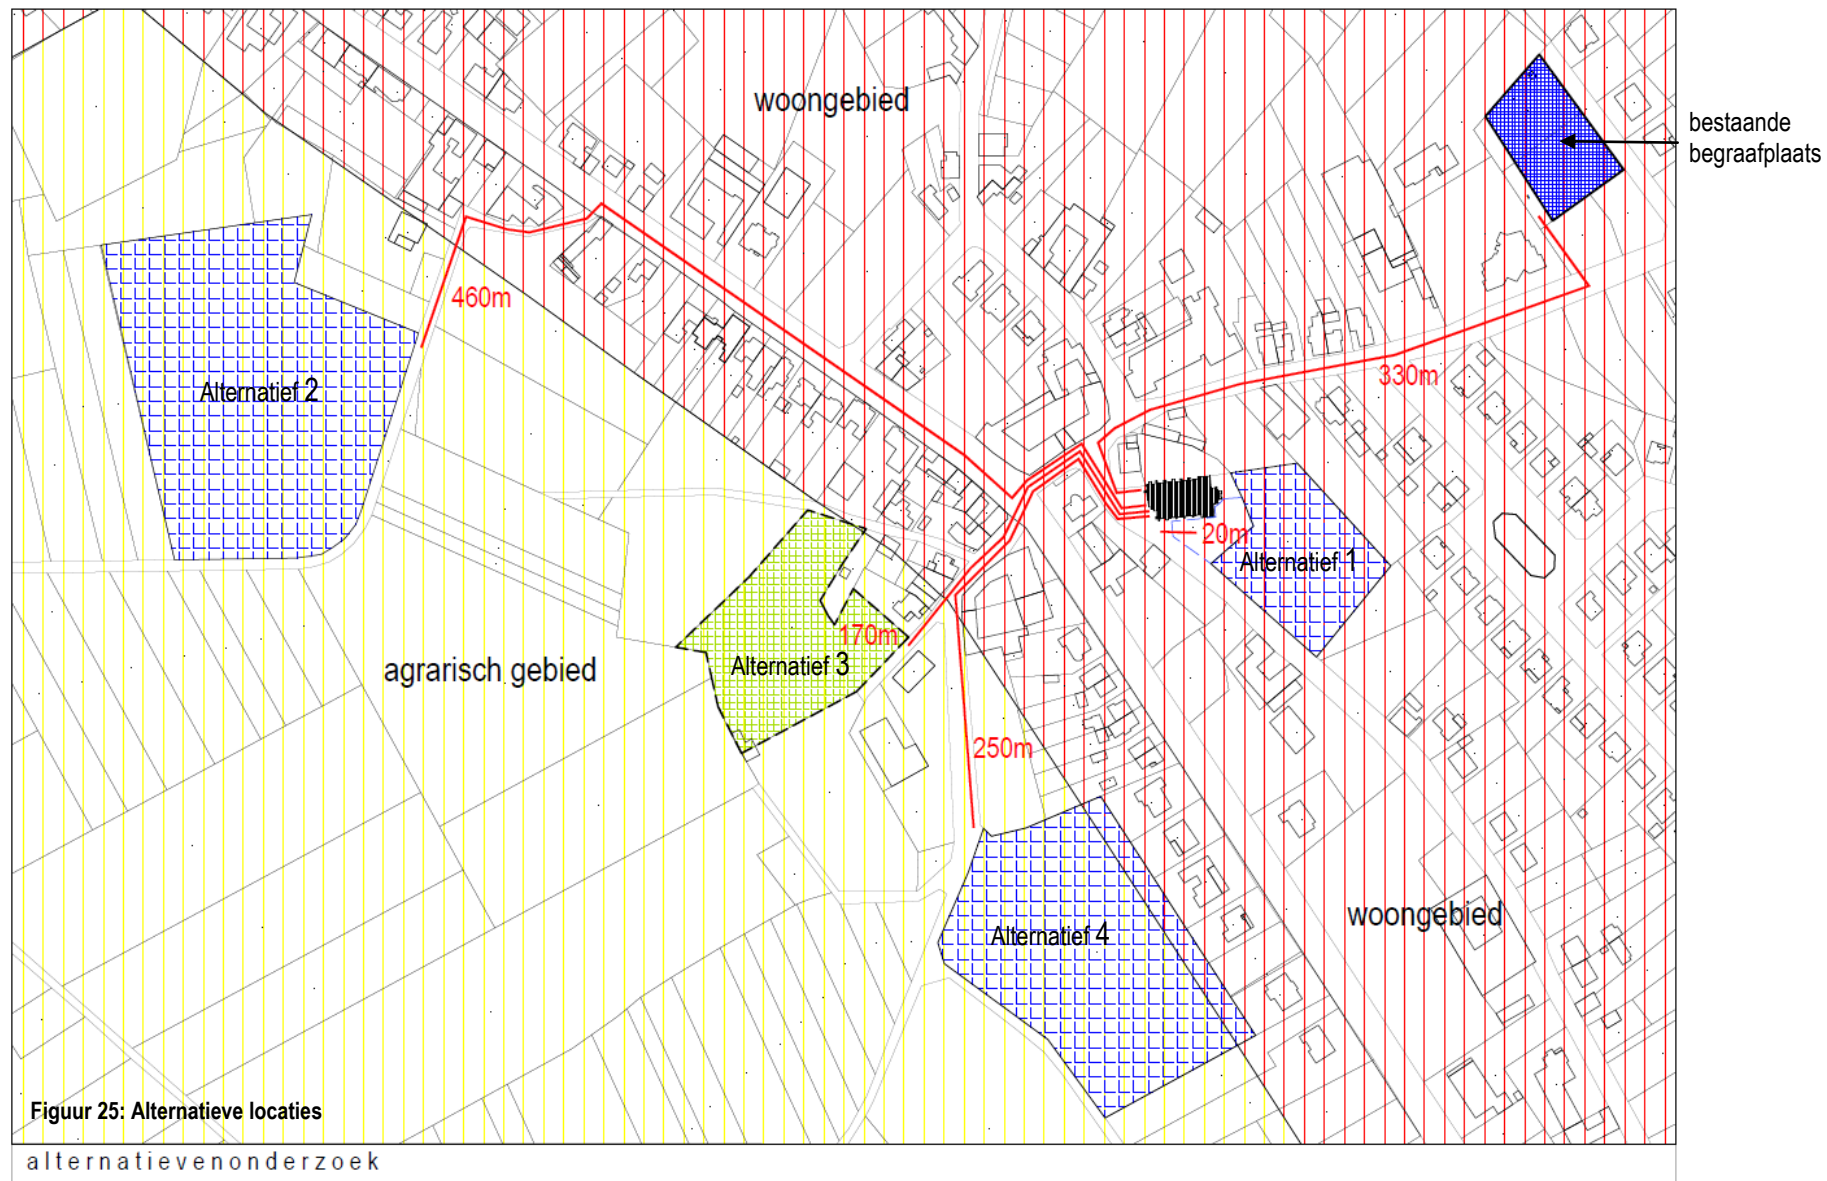 woongebied
bestaande
begraafplaats
460m
330m
Alternatief 2
20m
Alternatief 1
170m
Alternatief 3
agrarisch gebied
250m
woongebied
Alternatief 4
Figuur 25: Alternatieve locaties
alternatievenonderzoek